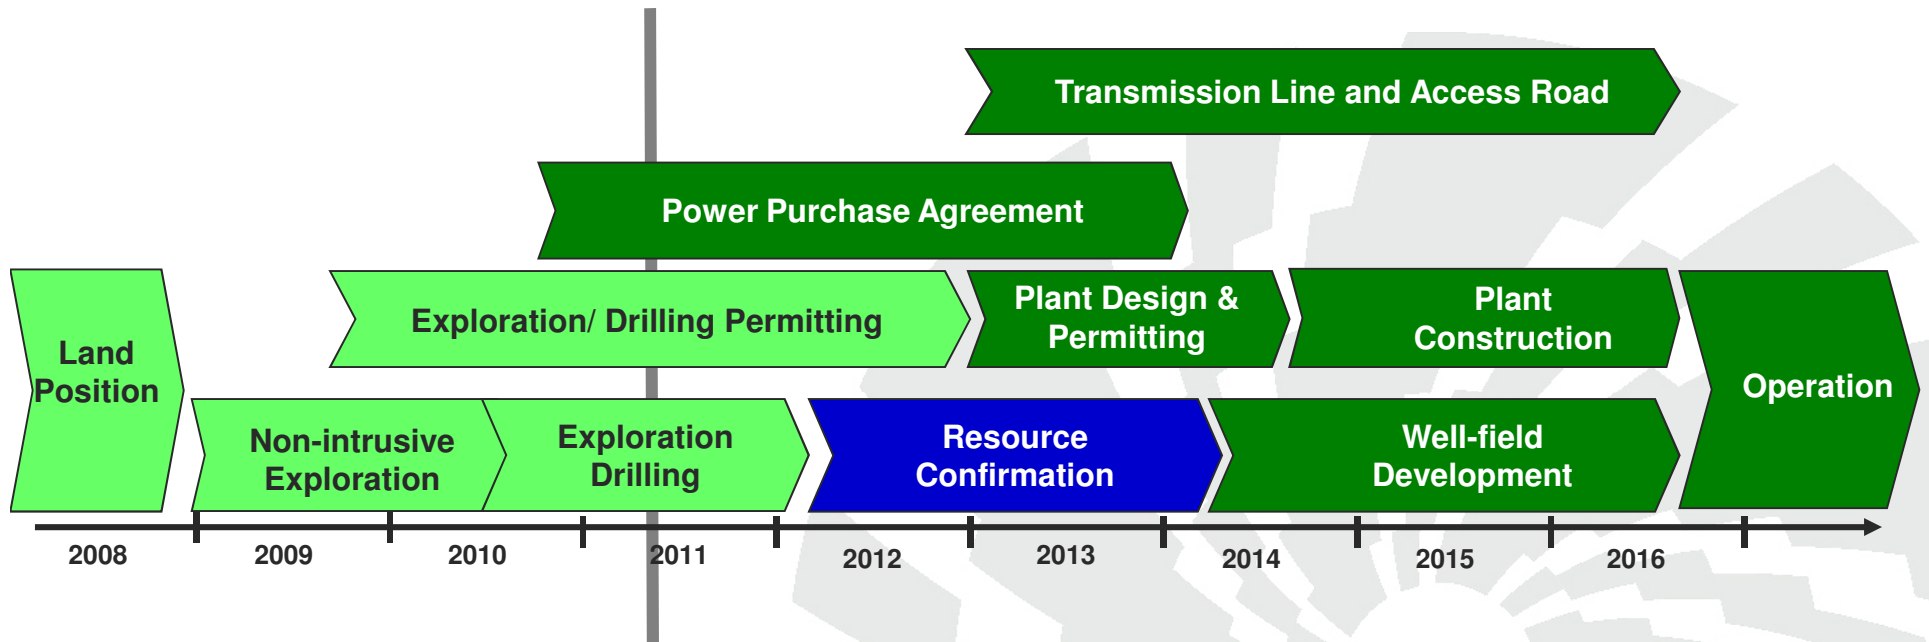 Transmission Line and Access Road
Power Purchase Agreement
Exploration/ Drilling Permitting
Plant Design &
Permitting
Plant
Construction
Land
Position
Operation
Non-intrusive
Exploration
Exploration
Drilling
Resource
Confirmation
Well-field
Development
2008 2009 2010 2011 2012 2013 2014 2015 2016